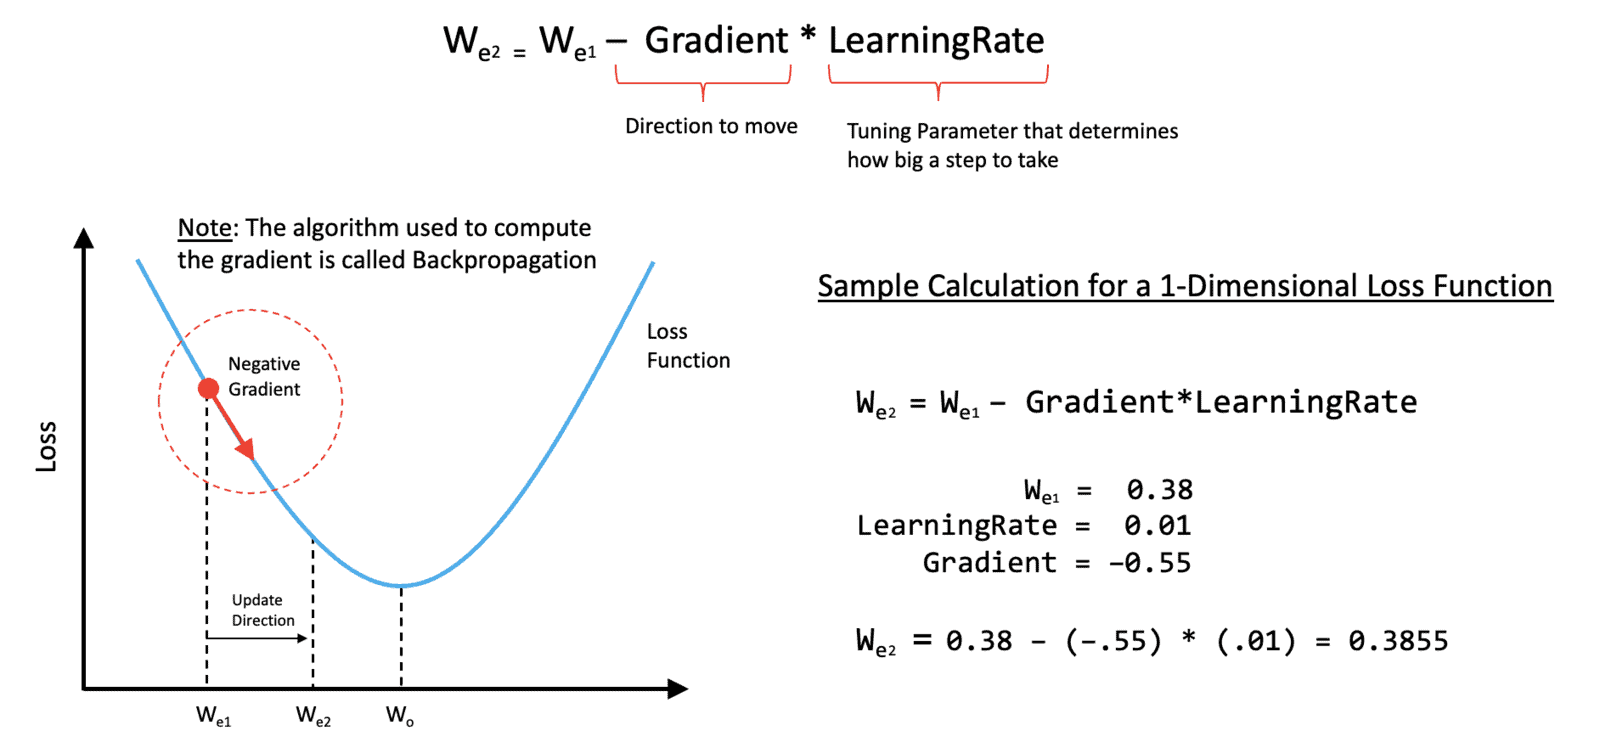 We2 = We1 – Gradient * LearningRate
Direction to move
Tuning Parameter that determines
how big a step to take
Note: The algorithm used to compute
the gradient is called Backpropagation
Negative
Gradient
Loss
Function
Loss
Update
Direction
We1
We2
Wo
Sample Calculation for a 1-Dimensional Loss Function
We2 = We1 – Gradient*LearningRate
We1 = 0.38
LearningRate = 0.01
Gradient = -0.55
We2 = 0.38 - (-.55) * (.01) = 0.3855